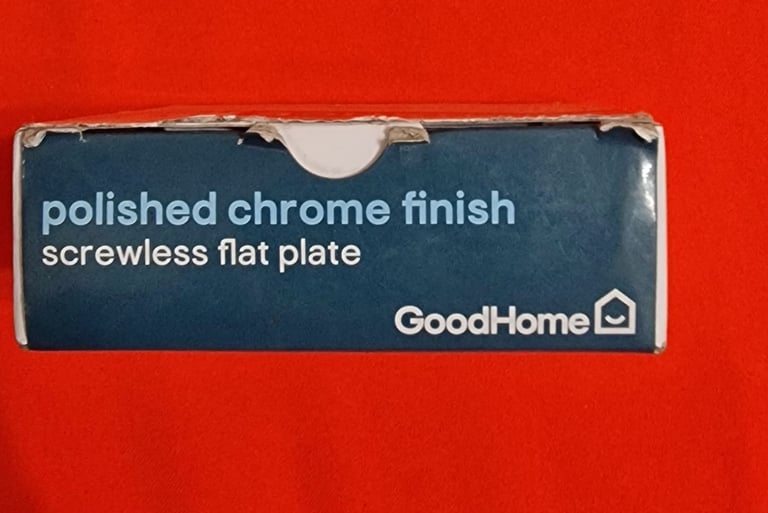 polished chrome finish
screwless flat plate
GoodHome